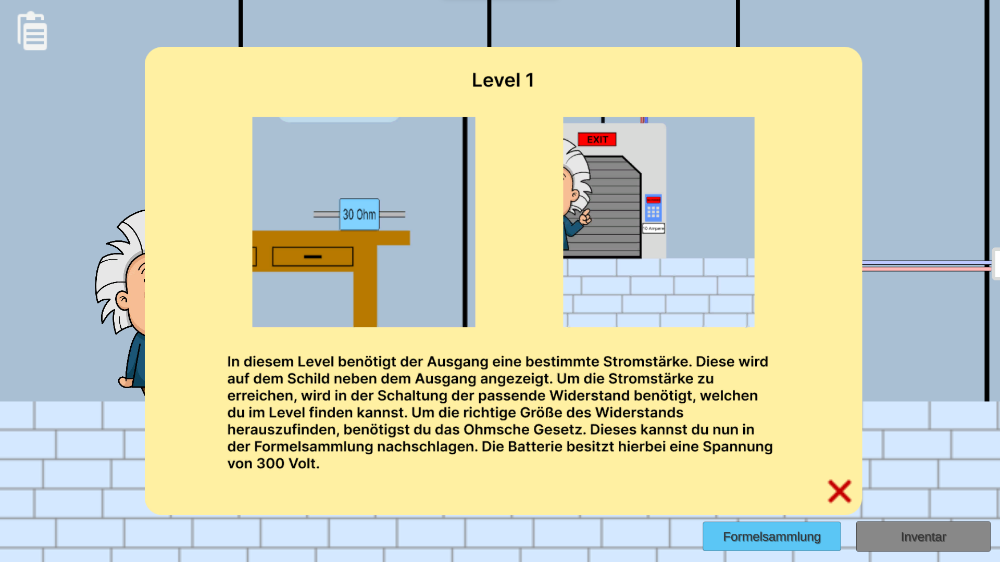 Level 1
30 Ohm
EXIT
10 Ampere
In diesem Level benötigt der Ausgang eine bestimmte Stromstärke. Diese wird
auf dem Schild neben dem Ausgang angezeigt. Um die Stromstärke zu
erreichen, wird in der Schaltung der passende Widerstand benötigt, welchen
du im Level finden kannst. Um die richtige Größe des Widerstands
herauszufinden, benötigst du das Ohmsche Gesetz. Dieses kannst du nun in
der Formelsammlung nachschlagen. Die Batterie besitzt hierbei eine Spannung
von 300 Volt.
Formelsammlung
Inventar